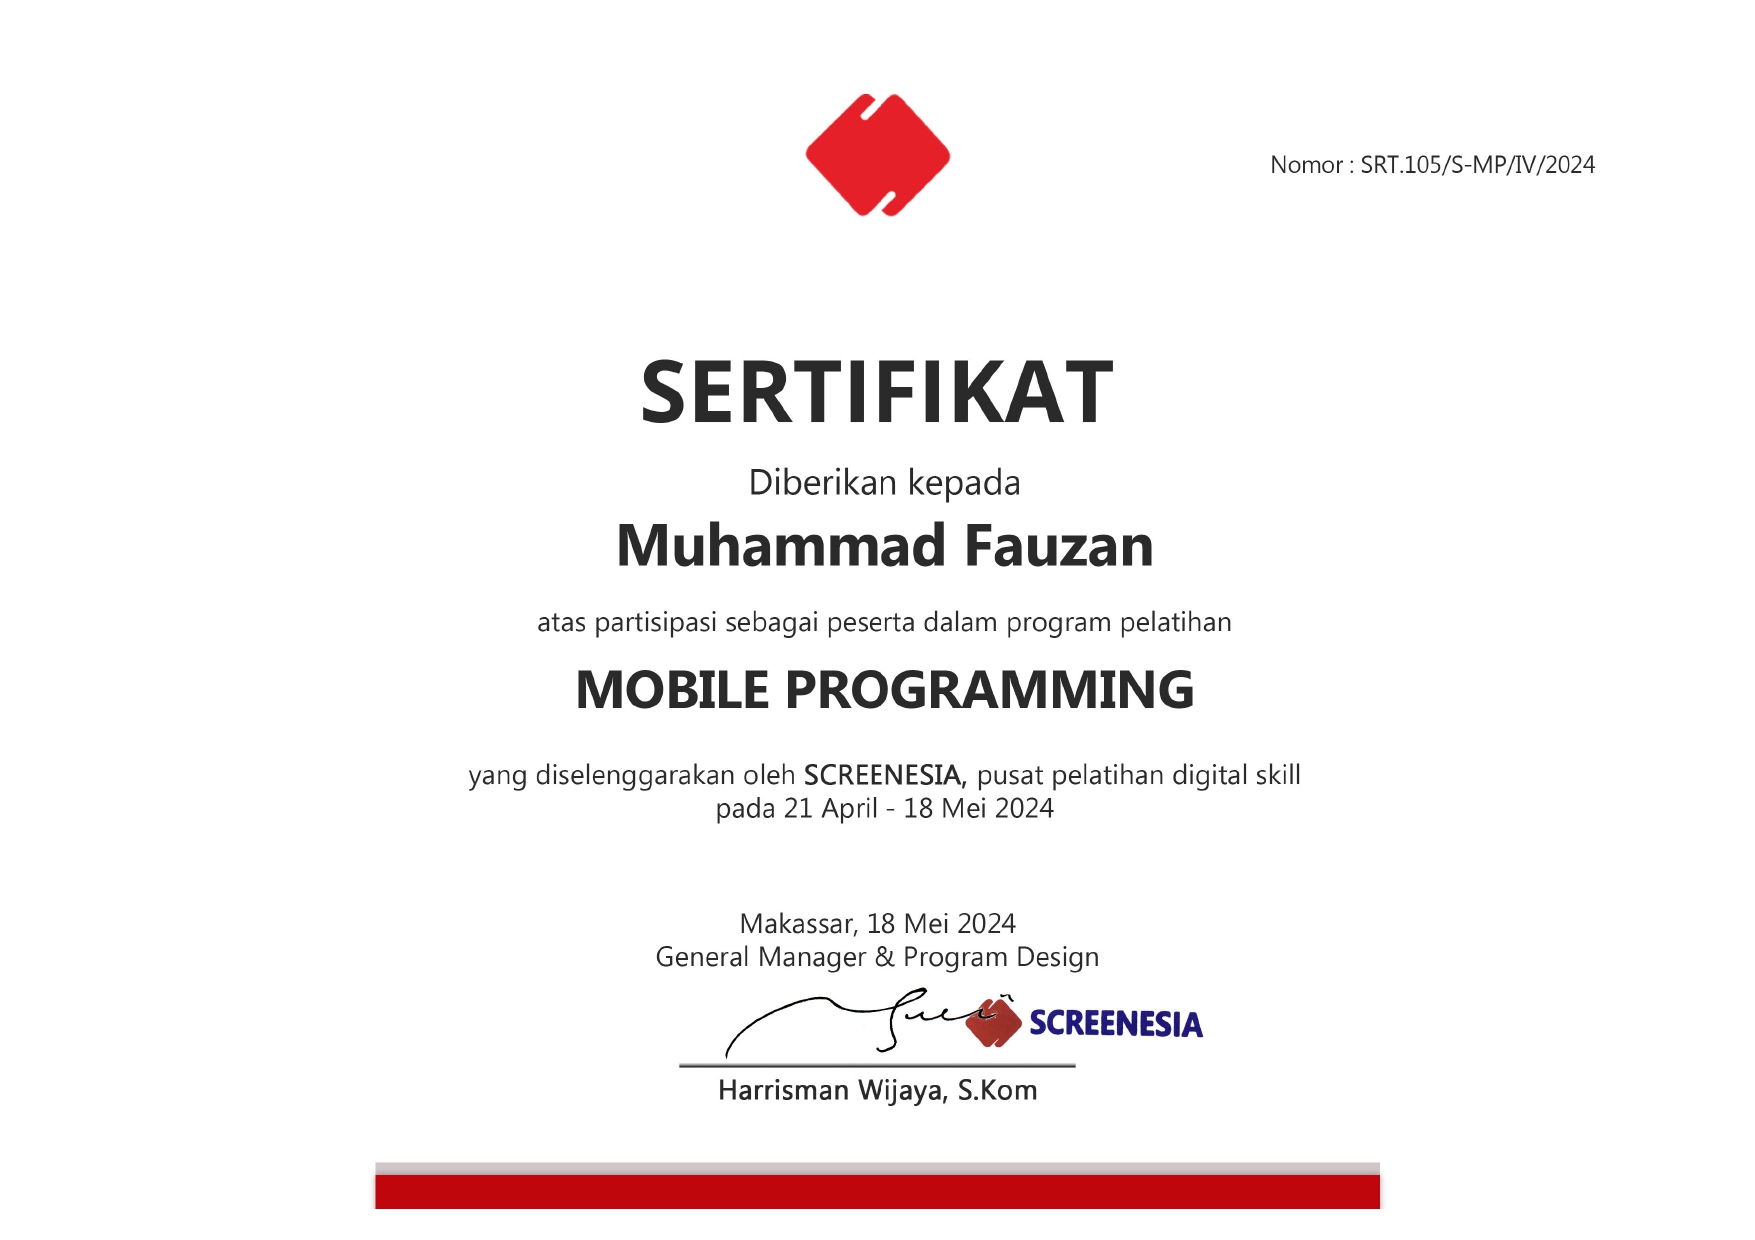 Nomor : SRT.105/S-MP/IV/2024
SERTIFIKAT
Diberikan kepada
Muhammad Fauzan
atas partisipasi sebagai peserta dalam program pelatihan
MOBILE PROGRAMMING
yang diselenggarakan oleh SCREENESIA, pusat pelatihan digital skill
pada 21 April - 18 Mei 2024
Makassar, 18 Mei 2024
General Manager & Program Design
SCREENESIA
Harrisman Wijaya, S.Kom